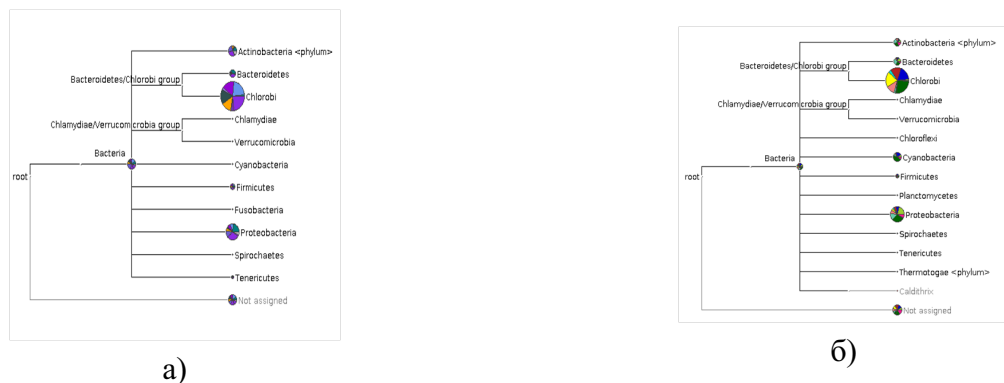 Actinobacteria <phylum>
Bacteroidetes/Chlorobi group
Bacteroidetes
Chlorobi
Chlamydiae/Verrucomicrobia group
Chlamydiae
Verrucomicrobia
Bacteria
Cyanobacteria
root
Firmicutes
Fusobacteria
Proteobacteria
Spirochaetes
Tenericutes
Not assigned
а)
Actinobacteria <phylum>
Bacteroidetes/Chlorobi group
Bacteroidetes
Chlorobi
Chlamydiae/Verrucomicrobia group
Chlamydiae
Verrucomicrobia
Chloroflexi
Bacteria
Cyanobacteria
root
Firmicutes
Planctomycetes
Proteobacteria
Spirochaetes
Tenericutes
Thermotogae <phylum>
Caldithrix
Not assigned
б)